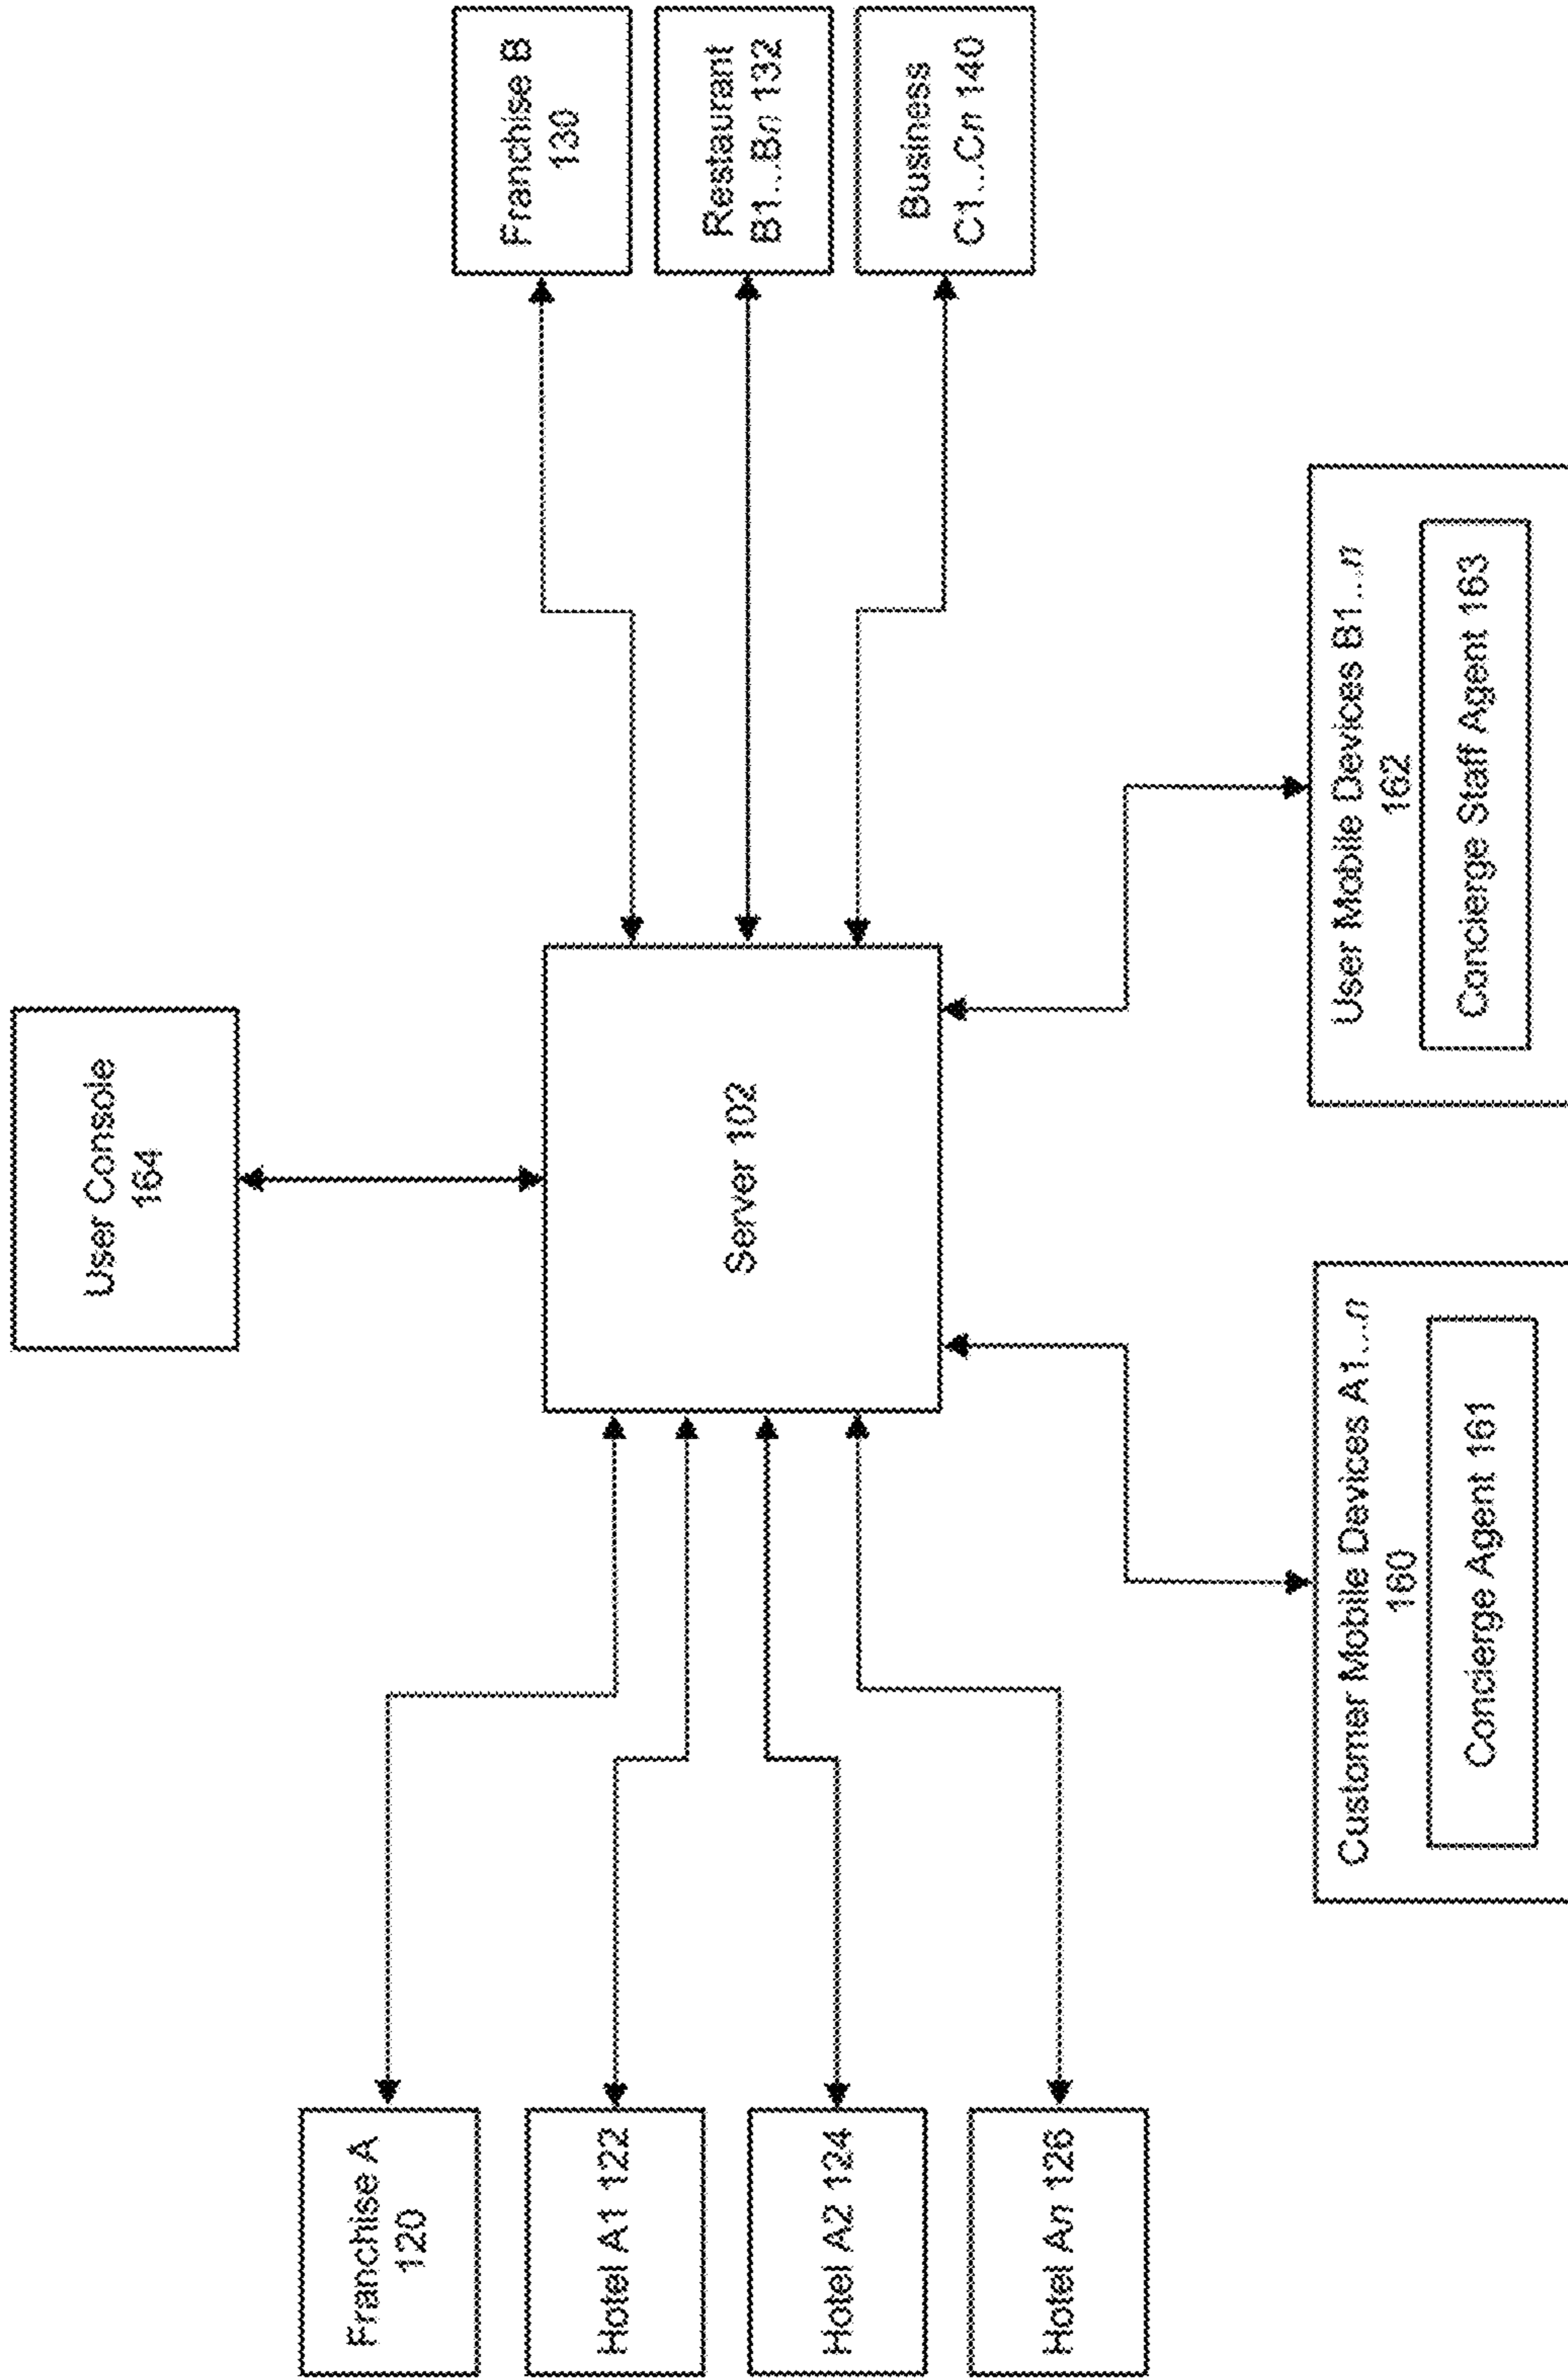 User Console
164
Franchise A
120
Hotel A1 122
Hotel A2 124
Hotel An 126
Server 102
Franchise B
130
Restaurant
B1...Bn 132
Business
C1...Cn 140
Customer Mobile Devices A1...n
160
Concierge Agent 161
User Mobile Devices B1...n
162
Concierge Staff Agent 163